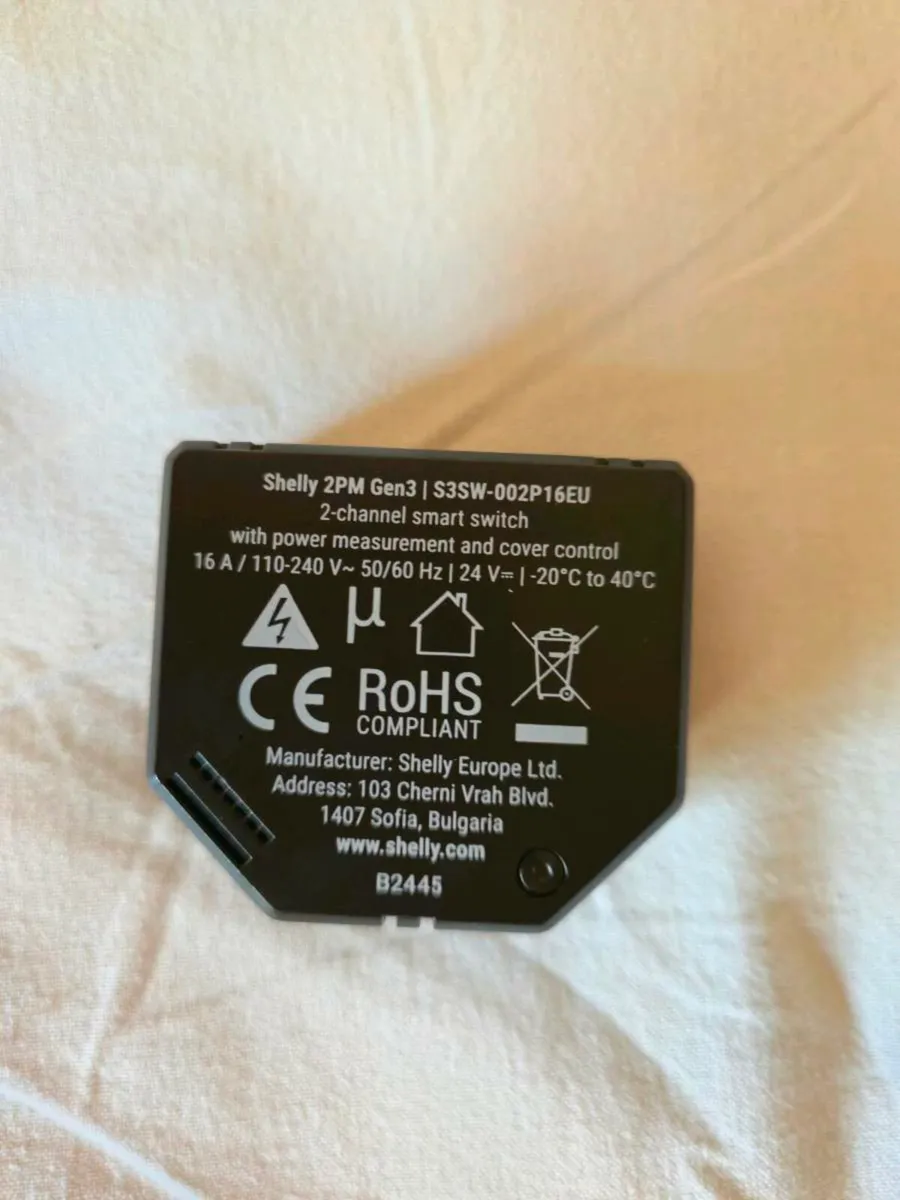 Shelly 2PM Gen3 | S3SW-002P16EU
2-channel smart switch
with power measurement and cover control
16 A / 110-240 V~ 50/60 Hz | 24 V⎓ | -20°C to 40°C
µ
CE
RoHS
COMPLIANT
Manufacturer: Shelly Europe Ltd.
Address: 103 Cherni Vrah Blvd.
1407 Sofia, Bulgaria
www.shelly.com
B2445